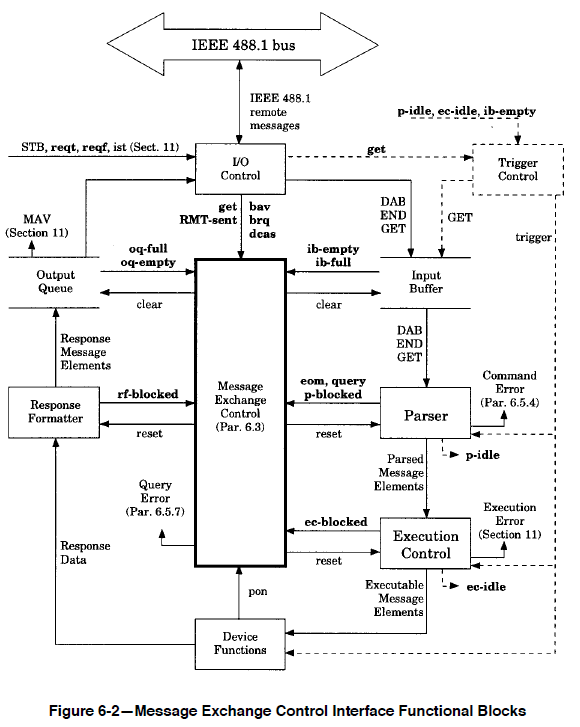 IEEE 488.1 bus
IEEE 488.1
remote
messages
p-idle, ec-idle, ib-empty
STB, reqt, reqf, ist (Sect. 11)
I/O
Control
get
Trigger
Control
get
RMT-sent
bav
brq
dcas
DAB
END
GET
GET
trigger
MAV
(Section 11)
oq-full
oq-empty
ib-empty
ib-full
Output
Queue
Input
Buffer
clear
clear
Response
Message
Elements
DAB
END
GET
Response
Formatter
rf-blocked
reset
Message
Exchange
Control
(Par. 6.3)
eom, query
p-blocked
reset
Parser
Command
Error
(Par. 6.5.4)
p-idle
Parsed
Message
Elements
Query
Error
(Par. 6.5.7)
ec-blocked
reset
Execution
Control
Execution
Error
(Section 11)
ec-idle
Response
Data
pon
Executable
Message
Elements
Device
Functions
Figure 6-2—Message Exchange Control Interface Functional Blocks